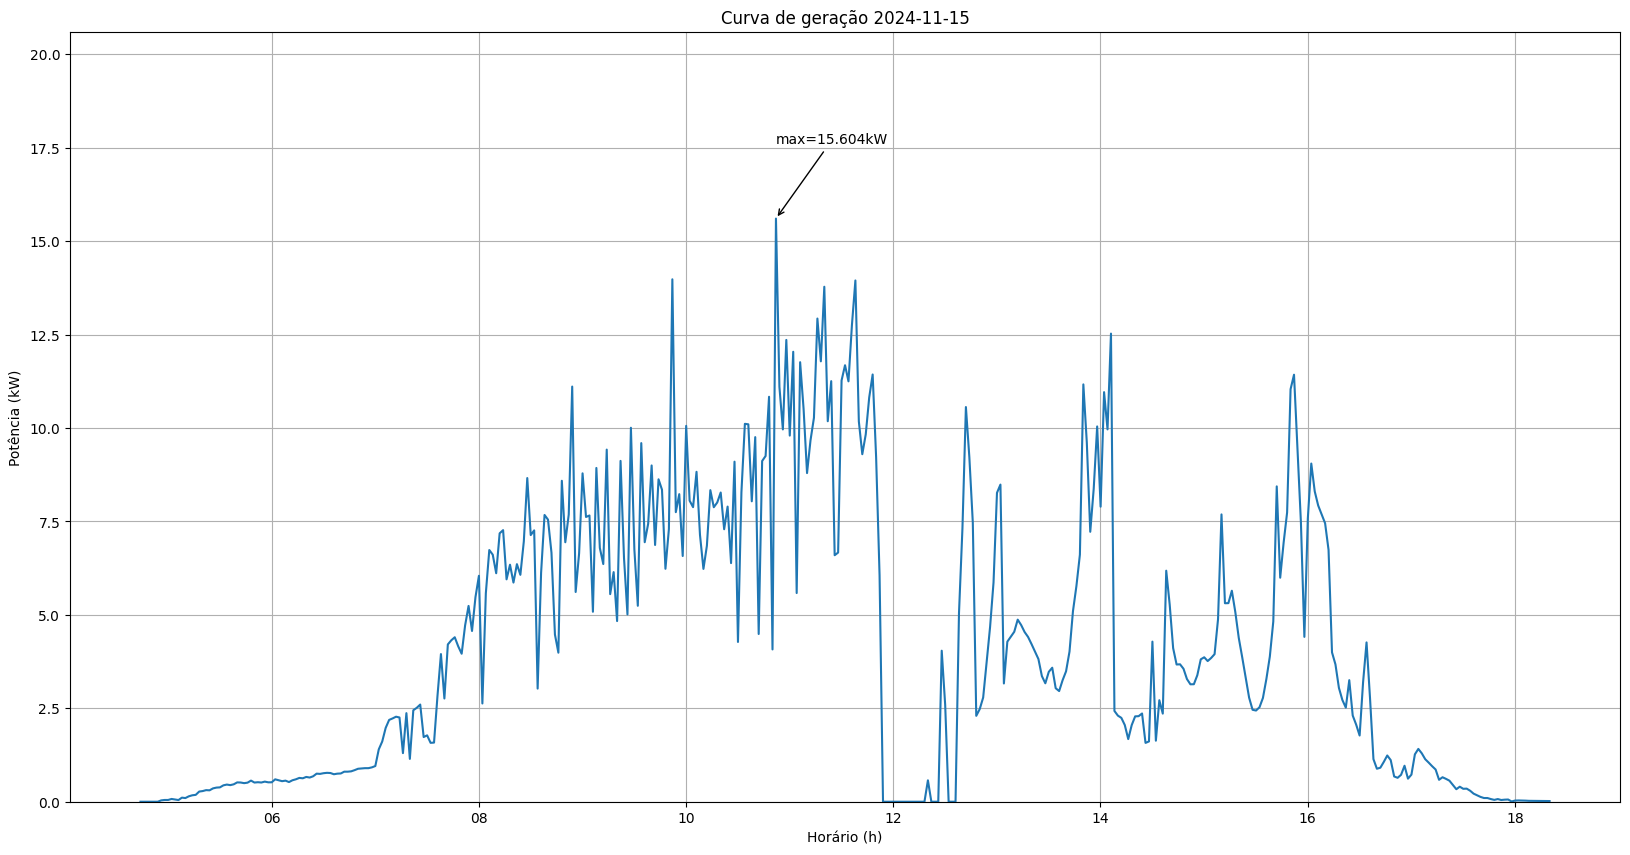 Curva de geração 2024-11-15
20.0
17.5
15.0
12.5
10.0
7.5
5.0
2.5
0.0
Potência (kW)
max=15.604kW
06 08 10 12 14 16 18
Horário (h)